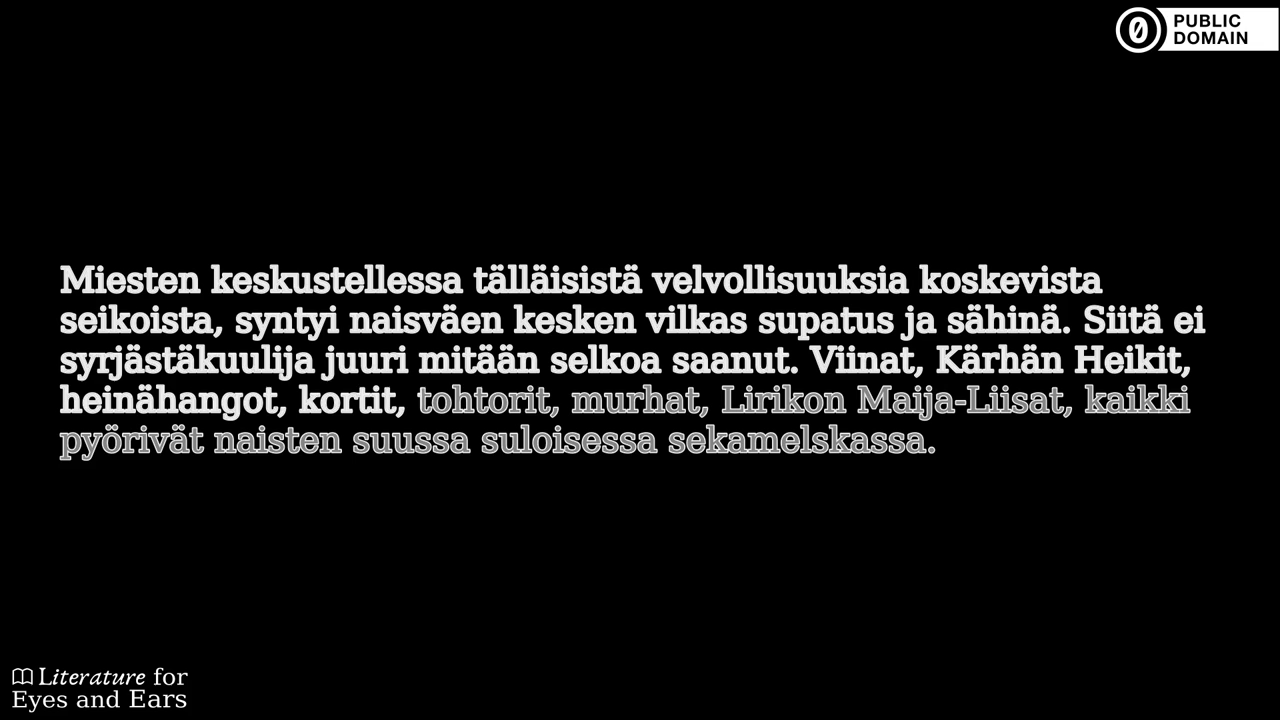 PUBLIC
DOMAIN
Miesten keskustellessa tälläisistä velvollisuuksia koskevista
seikoista, syntyi naisväen kesken vilkas supatus ja sähinä. Siitä ei
syrjästäkuulija juuri mitään selkoa saanut. Viinat, Kärhän Heikit,
heinähangot, kortit, tohtorit, murhat, Lirikon Maija-Liisat, kaikki
pyörivät naisten suussa suloisessa sekamelskassa.
Literature for
Eyes and Ears